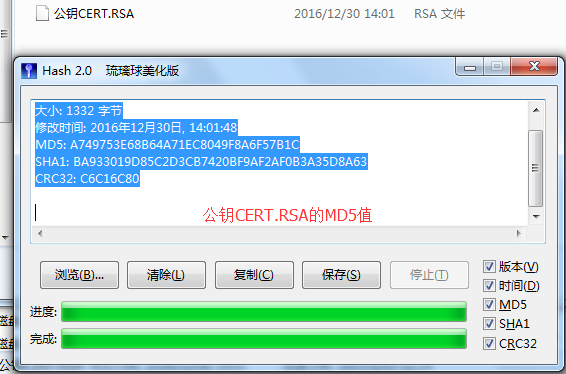 公钥CERT.RSA 2016/12/30 14:01 RSA 文件
Hash 2.0 琉璃球美化版
大小: 1332 字节
修改时间: 2016年12月30日, 14:01:48
MD5: A749753E68B64A71EC8049F8A6F57B1C
SHA1: BA933019D85C2D3CB7420BF9AF2AF0B3A35D8A63
CRC32: C6C16C80
公钥CERT.RSA的MD5值
浏览(B)... 清除(L) 复制(C) 保存(S) 停止(T)
版本(V)
时间(D)
MD5
SHA1
CRC32
进度:
完成: